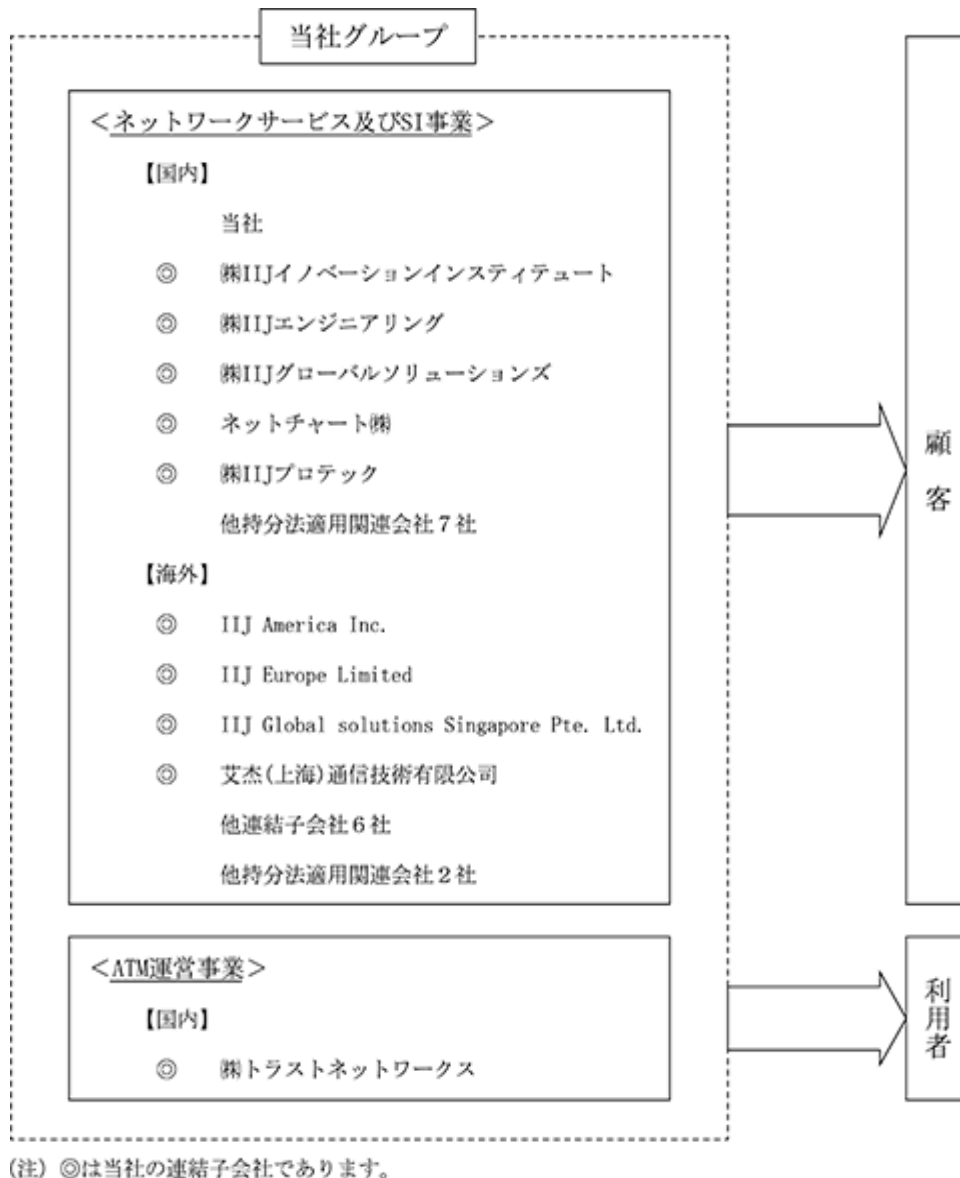 当社グループ
＜ネットワークサービス及びSI事業＞
【国内】
当社
◎ ㈱IIJイノベーションインスティテュート
◎ ㈱IIJエンジニアリング
◎ ㈱IIJグローバルソリューションズ
◎ ネットチャート㈱
◎ ㈱IIJプロテック
他持分法適用関連会社７社
【海外】
◎ IIJ America Inc.
◎ IIJ Europe Limited
◎ IIJ Global solutions Singapore Pte. Ltd.
◎ 艾杰(上海)通信技術有限公司
他連結子会社６社
他持分法適用関連会社２社
顧客
＜ATM運営事業＞
【国内】
◎ ㈱トラストネットワークス
利用者
(注) ◎は当社の連結子会社であります。